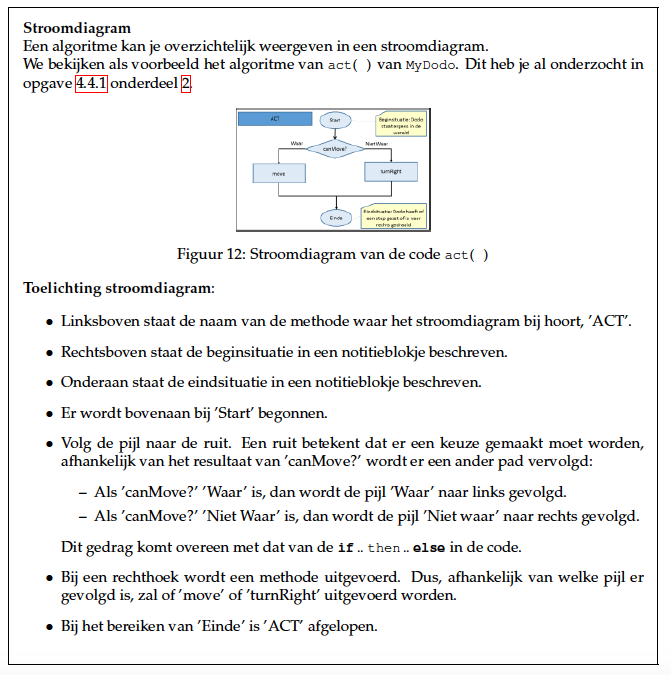 Stroomdiagram
Een algoritme kan je overzichtelijk weergeven in een stroomdiagram.
We bekijken als voorbeeld het algoritme van act( ) van MyDodo. Dit heb je al onderzocht in
opgave 4.4.1 onderdeel 2.
ACT
Start
Beginsituatie: Dodo
staat ergens in de
wereld
Waar
canMove?
Niet Waar
move
turnRight
Einde
Eindsituatie: Dodo heeft of
een stap gezet of is naar
rechts gedraaid
Figuur 12: Stroomdiagram van de code act( )
Toelichting stroomdiagram:
• Linksboven staat de naam van de methode waar het stroomdiagram bij hoort, 'ACT'.
• Rechtsboven staat de beginsituatie in een notitieblokje beschreven.
• Onderaan staat de eindsituatie in een notitieblokje beschreven.
• Er wordt bovenaan bij 'Start' begonnen.
• Volg de pijl naar de ruit. Een ruit betekent dat er een keuze gemaakt moet worden,
afhankelijk van het resultaat van 'canMove?' wordt er een ander pad vervolgd:
– Als 'canMove?' 'Waar' is, dan wordt de pijl 'Waar' naar links gevolgd.
– Als 'canMove?' 'Niet Waar' is, dan wordt de pijl 'Niet waar' naar rechts gevolgd.
Dit gedrag komt overeen met dat van de if .. then .. else in de code.
• Bij een rechthoek wordt een methode uitgevoerd. Dus, afhankelijk van welke pijl er
gevolgd is, zal of 'move' of 'turnRight' uitgevoerd worden.
• Bij het bereiken van 'Einde' is 'ACT' afgelopen.